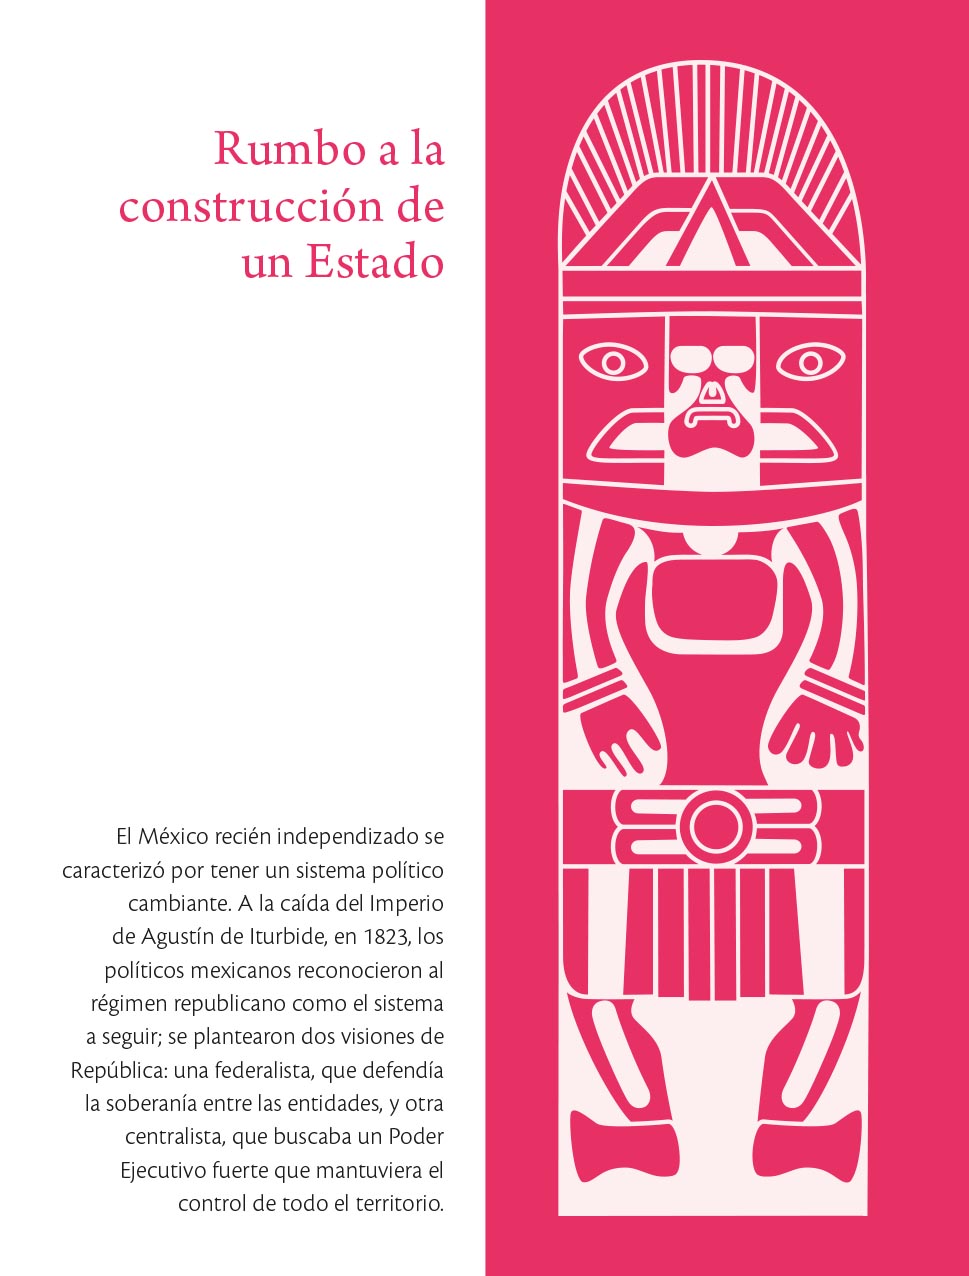 Rumbo a la
construcción de
un Estado
El México recién independizado se
caracterizó por tener un sistema político
cambiante. A la caída del Imperio
de Agustín de Iturbide, en 1823, los
políticos mexicanos reconocieron al
régimen republicano como el sistema
a seguir; se plantearon dos visiones de
República: una federalista, que defendía
la soberanía entre las entidades, y otra
centralista, que buscaba un Poder
Ejecutivo fuerte que mantuviera el
control de todo el territorio.